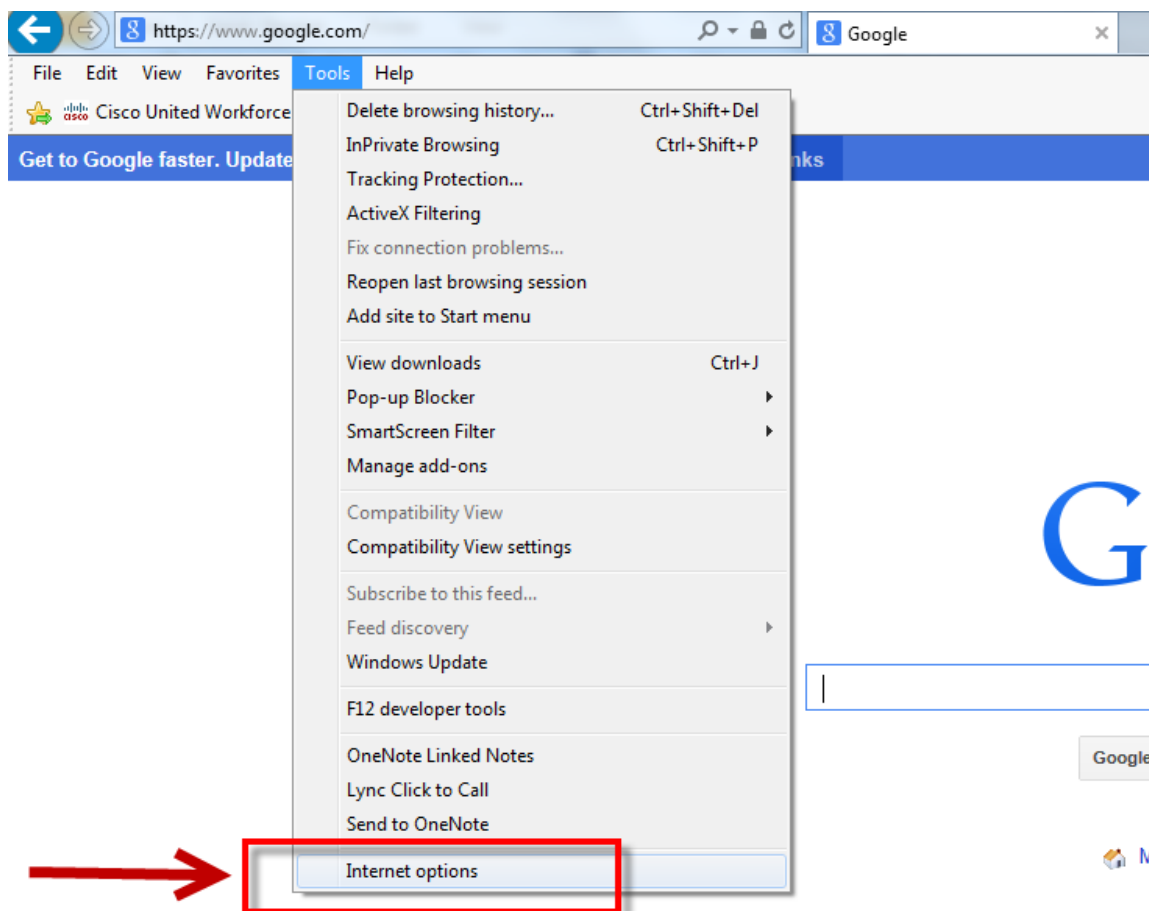 https://www.google.com/
Google
File Edit View Favorites Tools Help
cisco Cisco United Workforce
Get to Google faster. Update
Delete browsing history... Ctrl+Shift+Del
InPrivate Browsing Ctrl+Shift+P
Tracking Protection...
ActiveX Filtering
Fix connection problems...
Reopen last browsing session
Add site to Start menu
View downloads Ctrl+J
Pop-up Blocker
SmartScreen Filter
Manage add-ons
Compatibility View
Compatibility View settings
Subscribe to this feed...
Feed discovery
Windows Update
F12 developer tools
OneNote Linked Notes
Lync Click to Call
Send to OneNote
Internet options
G
Google